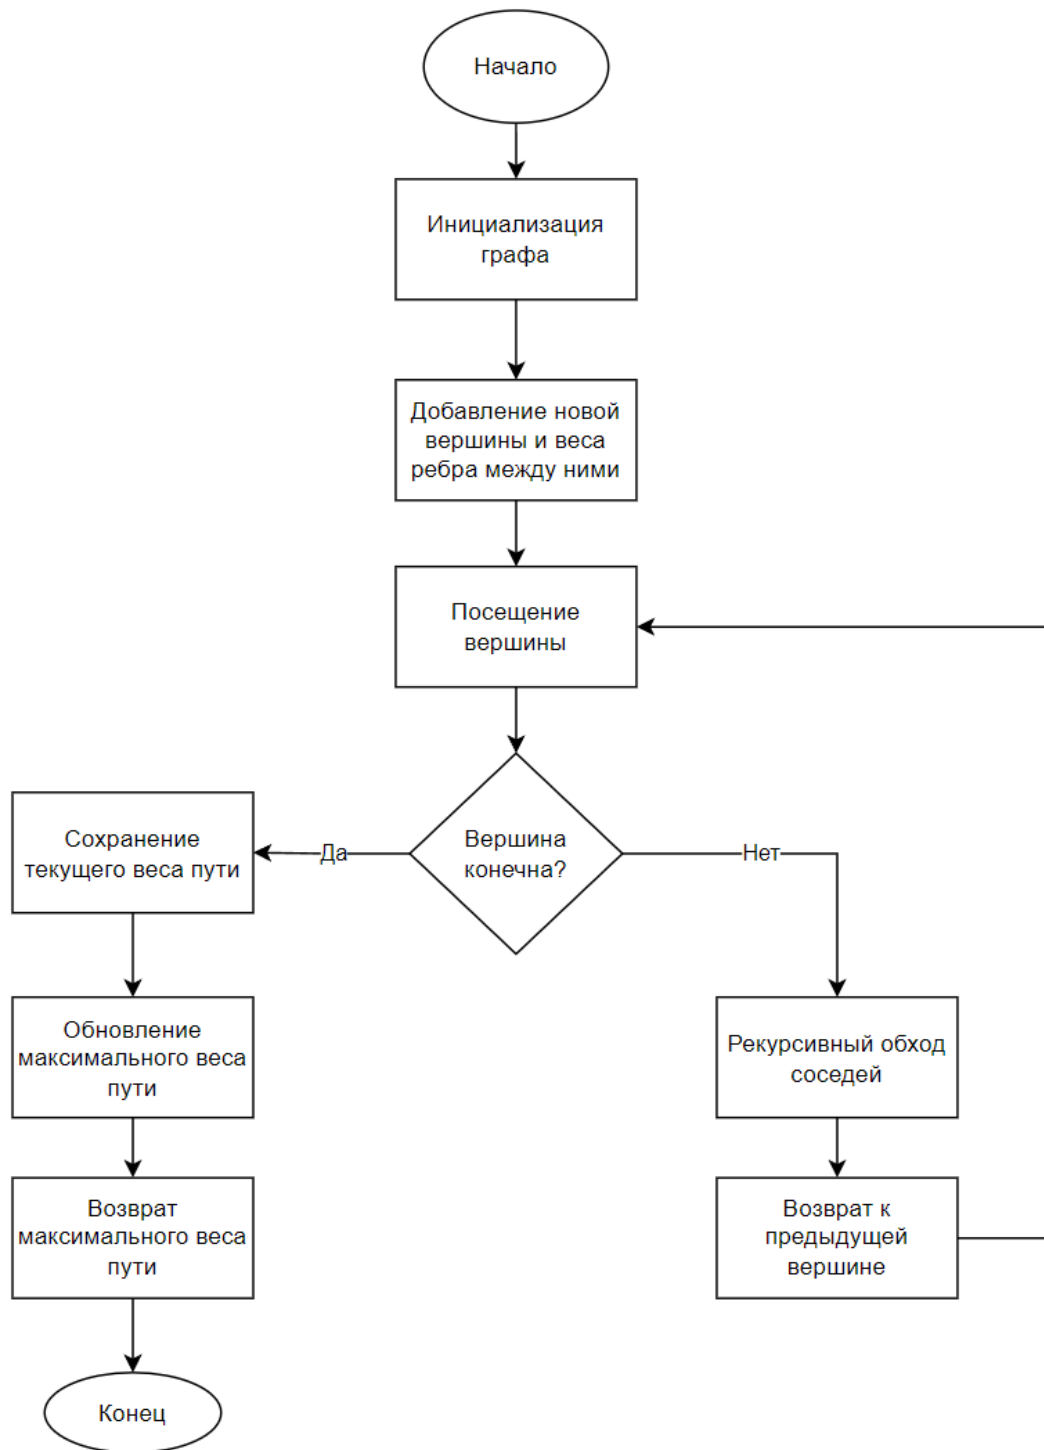 Начало
Инициализация
графа
Добавление новой
вершины и веса
ребра между ними
Посещение
вершины
Вершина
конечна?
Да
Нет
Сохранение
текущего веса пути
Обновление
максимального веса
пути
Рекурсивный обход
соседей
Возврат
максимального веса
пути
Возврат к
предыдущей
вершине
Конец